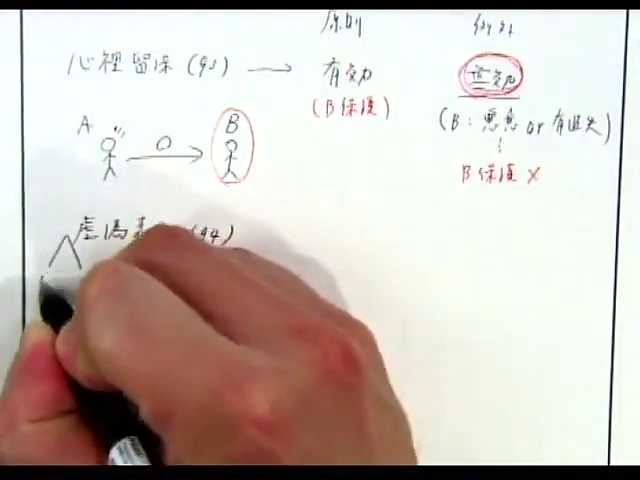 原則 例外
心裡留保(93) → 有効 無効
(B保護) (B:悪意 or 有過失)
B保護 ×
A B
虚偽表 (94)